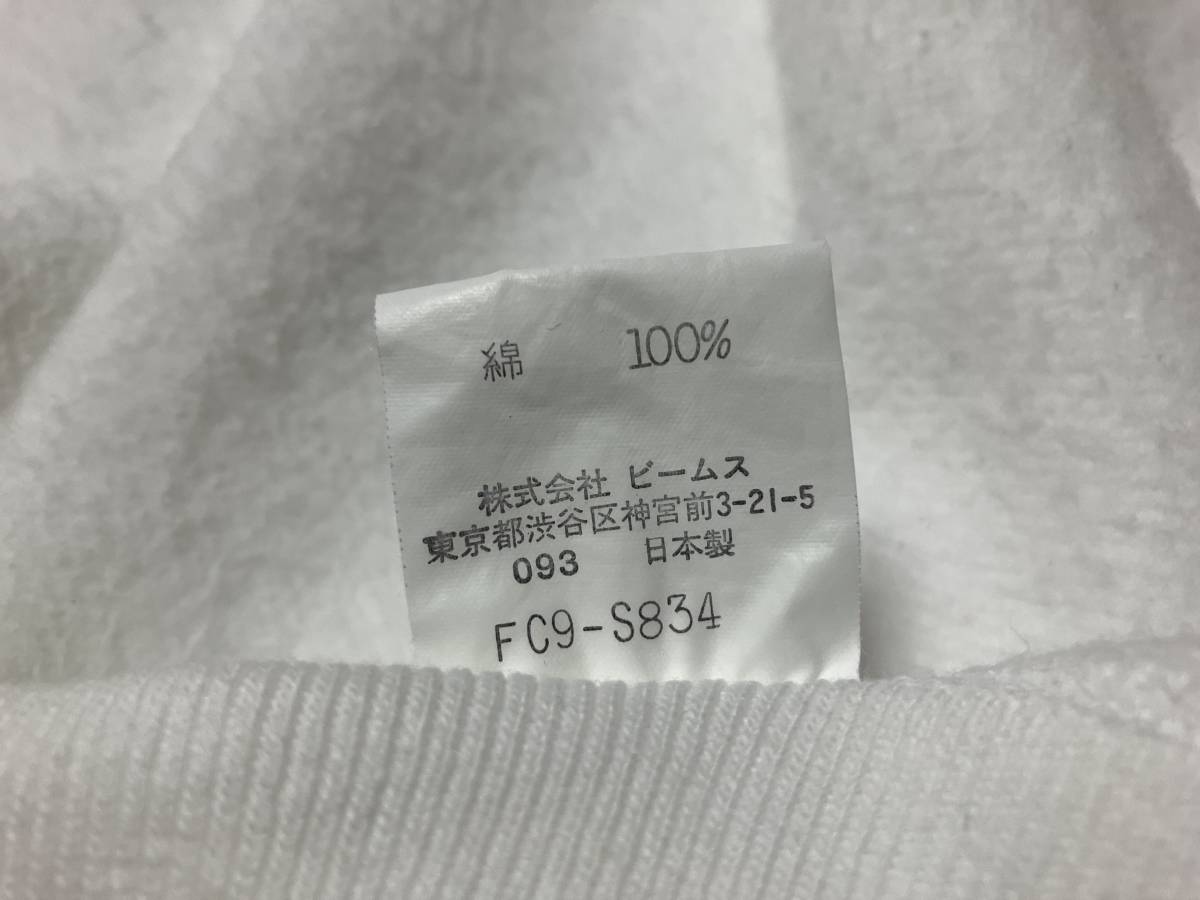 綿 100%
株式会社 ビームス
東京都渋谷区神宮前3-21-5
093 日本製
FC9-S834